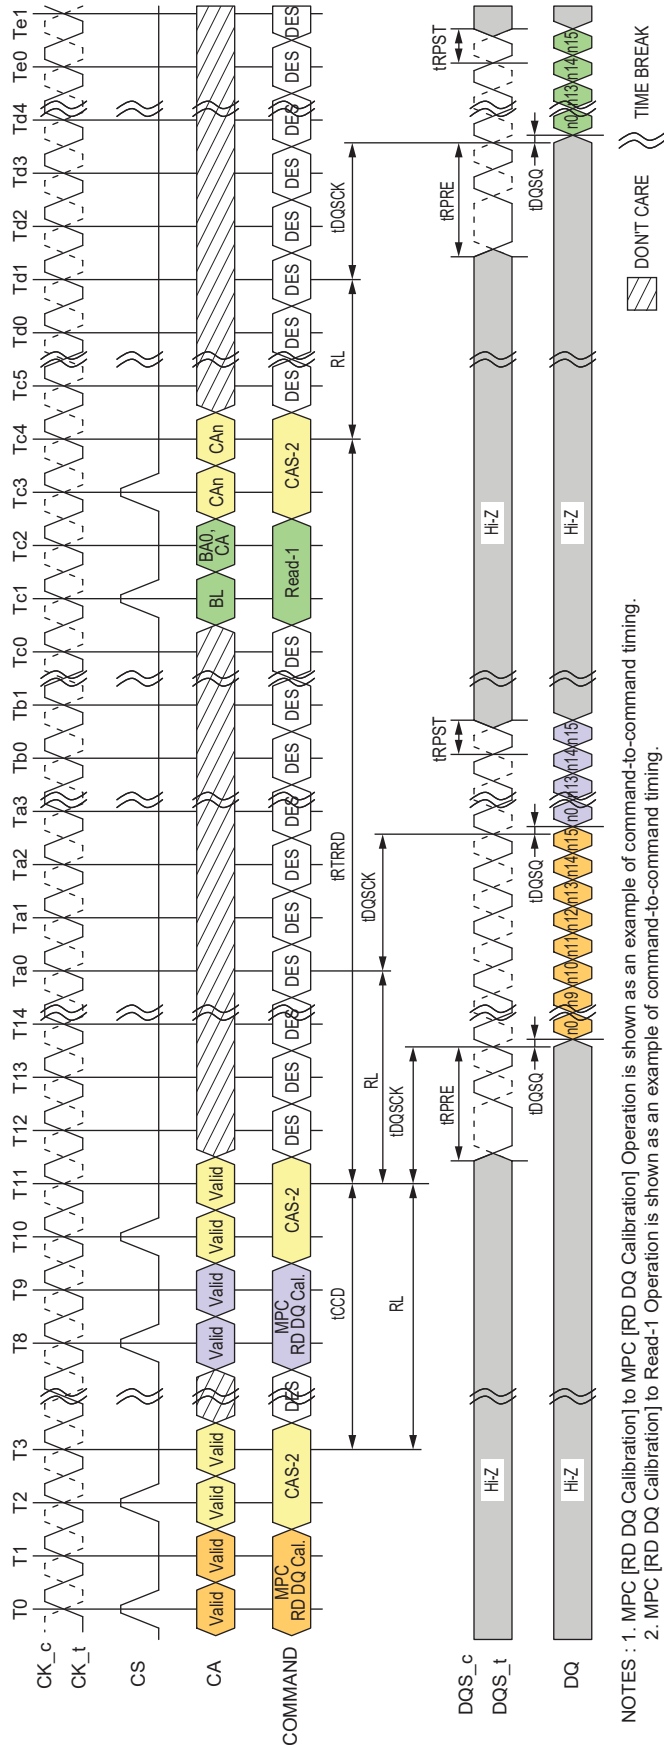 T0 T1 T2 T3 T8 T9 T10 T11 T12 T13 T14 Ta0 Ta1 Ta2 Ta3 Tb0 Tb1 Tc0 Tc1 Tc2 Tc3 Tc4 Tc5 Td0 Td1 Td2 Td3 Td4 Te0 Te1
CK_c
CK_t
CS
CA Valid Valid Valid Valid Valid Valid Valid Valid BL BA0, CA CAn CAn
COMMAND MPC RD DQ Cal. CAS-2 DES MPC RD DQ Cal. CAS-2 DES DES DES DES DES DES DES DES DES DES Read-1 CAS-2 DES DES DES DES DES DES DES DES
tCCD tRTRRD RL tDQSCK
RL tDQSCK
RL tDQSCK
tRPRE tRPST tRPRE tRPST
DQS_c
DQS_t
Hi-Z Hi-Z
tDQSQ tDQSQ tDQSQ
DQ Hi-Z n0 n9 n10 n11 n12 n13 n14 n15 n0 n13 n14 n15 Hi-Z n0 n13 n14 n15
DON'T CARE TIME BREAK
NOTES : 1. MPC [RD DQ Calibration] to MPC [RD DQ Calibration] Operation is shown as an example of command-to-command timing.
2. MPC [RD DQ Calibration] to Read-1 Operation is shown as an example of command-to-command timing.